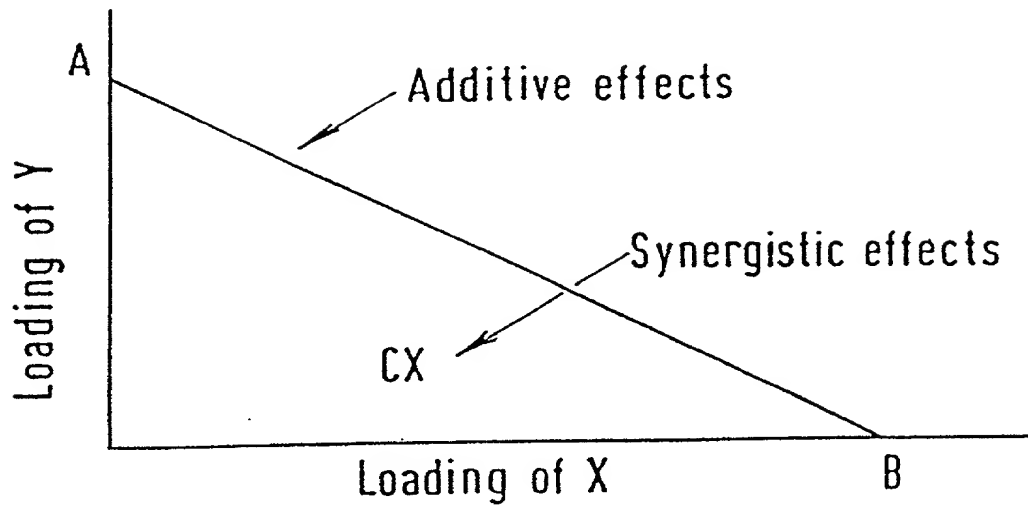 A
Additive effects
Loading of Y
Synergistic effects
CX
Loading of X
B